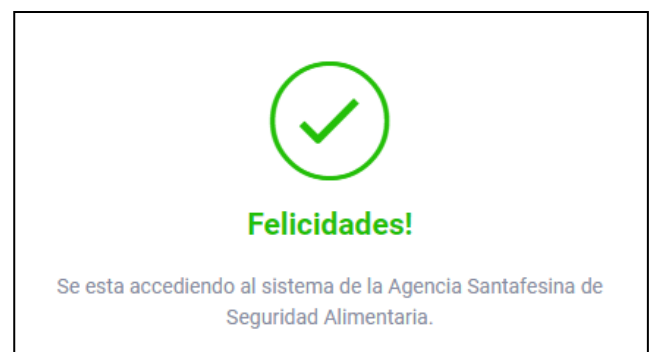 Felicidades!
Se esta accediendo al sistema de la Agencia Santafesina de
Seguridad Alimentaria.